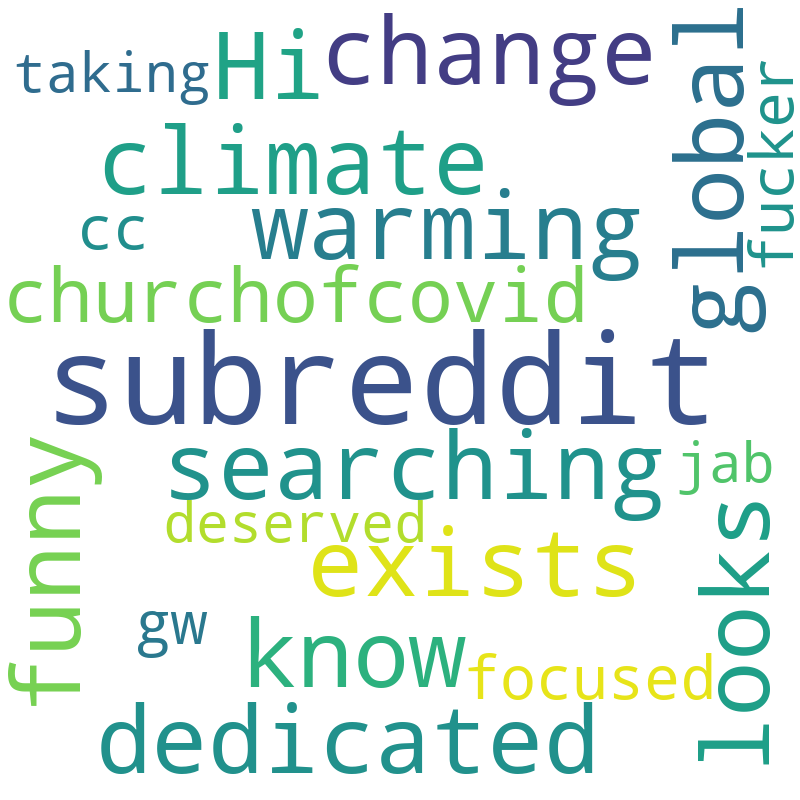 taking
Hi
change
global
fucker
climate
cc
warming
churchofcovid
subreddit
searching
jab
funny
deserved
exists
looks
gw
know
focused
dedicated